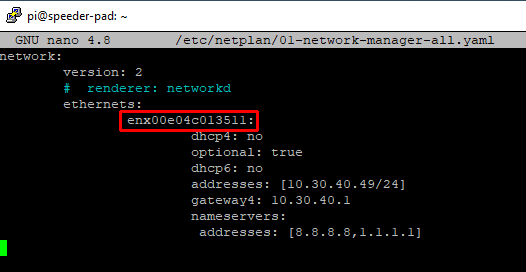 pi@speeder-pad: ~
GNU nano 4.8 /etc/netplan/01-network-manager-all.yaml
network:
version: 2
# renderer: networkd
ethernets:
enx00e04c013511:
dhcp4: no
optional: true
dhcp6: no
addresses: [10.30.40.49/24]
gateway4: 10.30.40.1
nameservers:
addresses: [8.8.8.8,1.1.1.1]